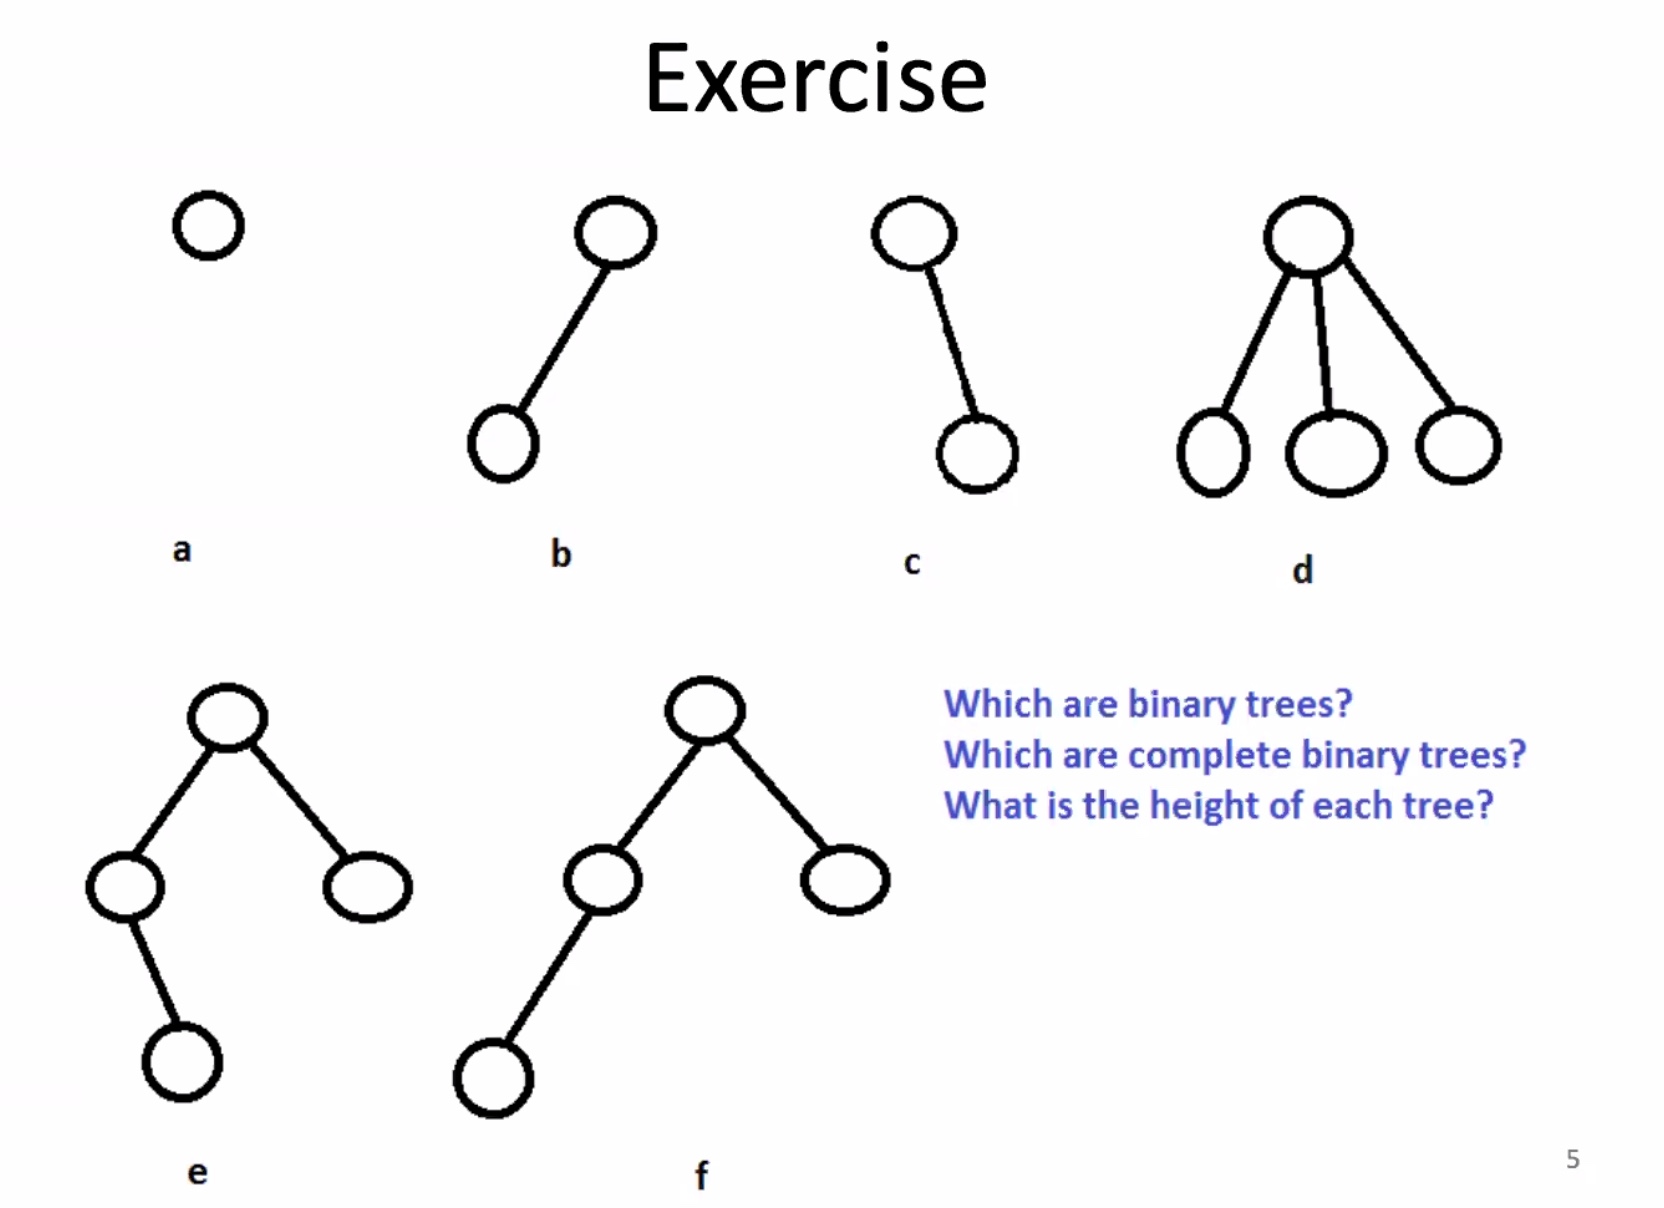 Exercise
a
b
c
d
e
f
Which are binary trees?
Which are complete binary trees?
What is the height of each tree?
5